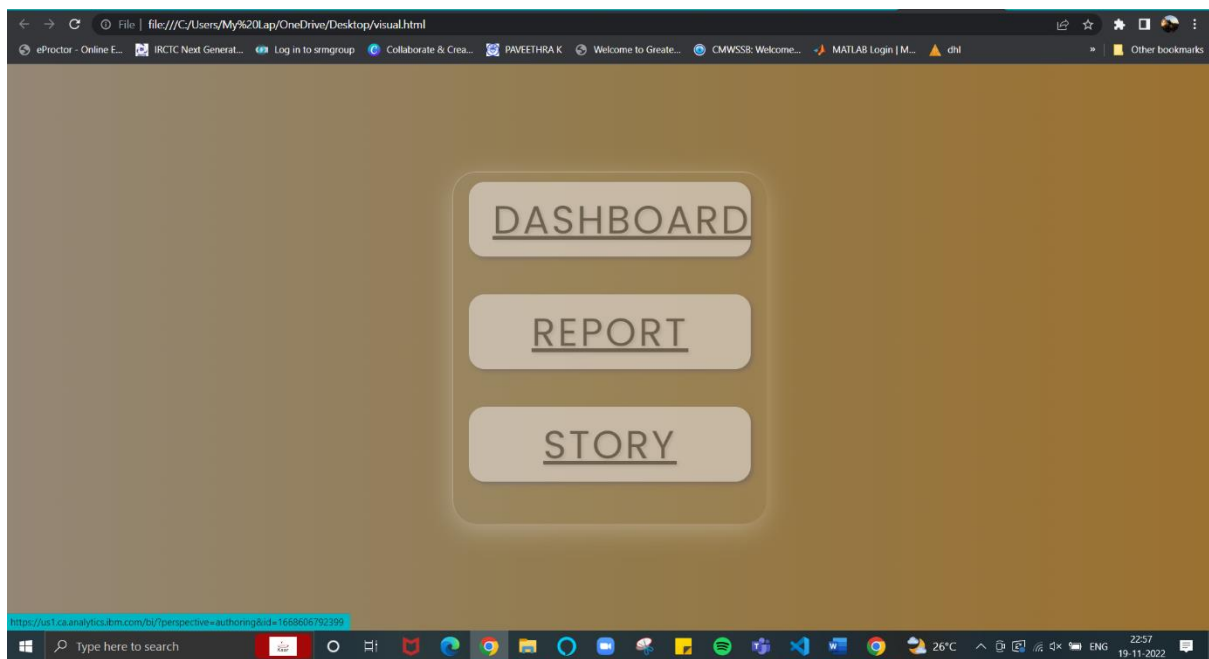 File | file:///C:/Users/My%20Lap/OneDrive/Desktop/visual.html
eProctor - Online E... IRCTC Next Generat... Log in to srmgroup Collaborate & Crea... PAVEETHRA K Welcome to Greate... CMWSSB: Welcome... MATLAB Login | M... dhl » Other bookmarks
DASHBOARD
REPORT
STORY
https://us1.ca.analytics.ibm.com/bi/?perspective=authoring&id=1668606792399
Type here to search 26°C ENG 22:57
19-11-2022